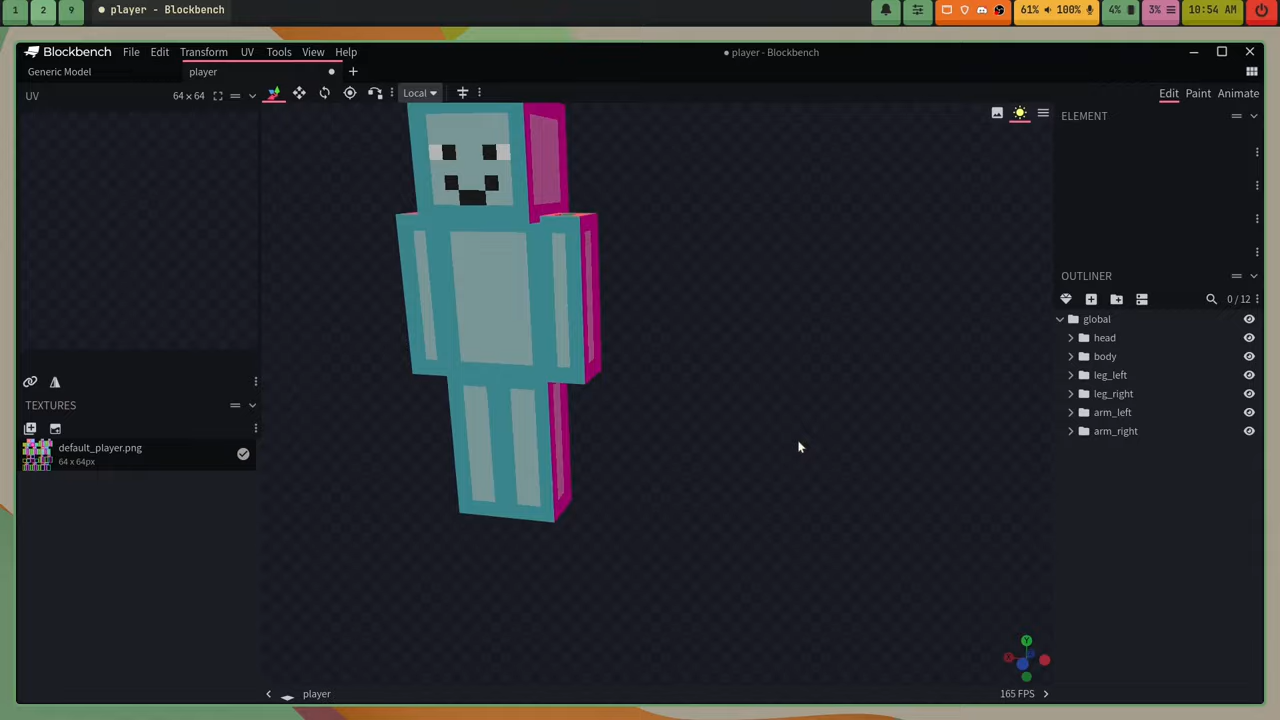 1 2 9 ● player - Blockbench 61% 100% 4% 3% 10:54 AM
Blockbench File Edit Transform UV Tools View Help ● player - Blockbench
Generic Model player
UV 64 × 64 Local Edit Paint Animate
ELEMENT
OUTLINER
0 / 12
global
head
body
leg_left
leg_right
arm_left
arm_right
TEXTURES
default_player.png
64 x 64px
Y
X
player 165 FPS